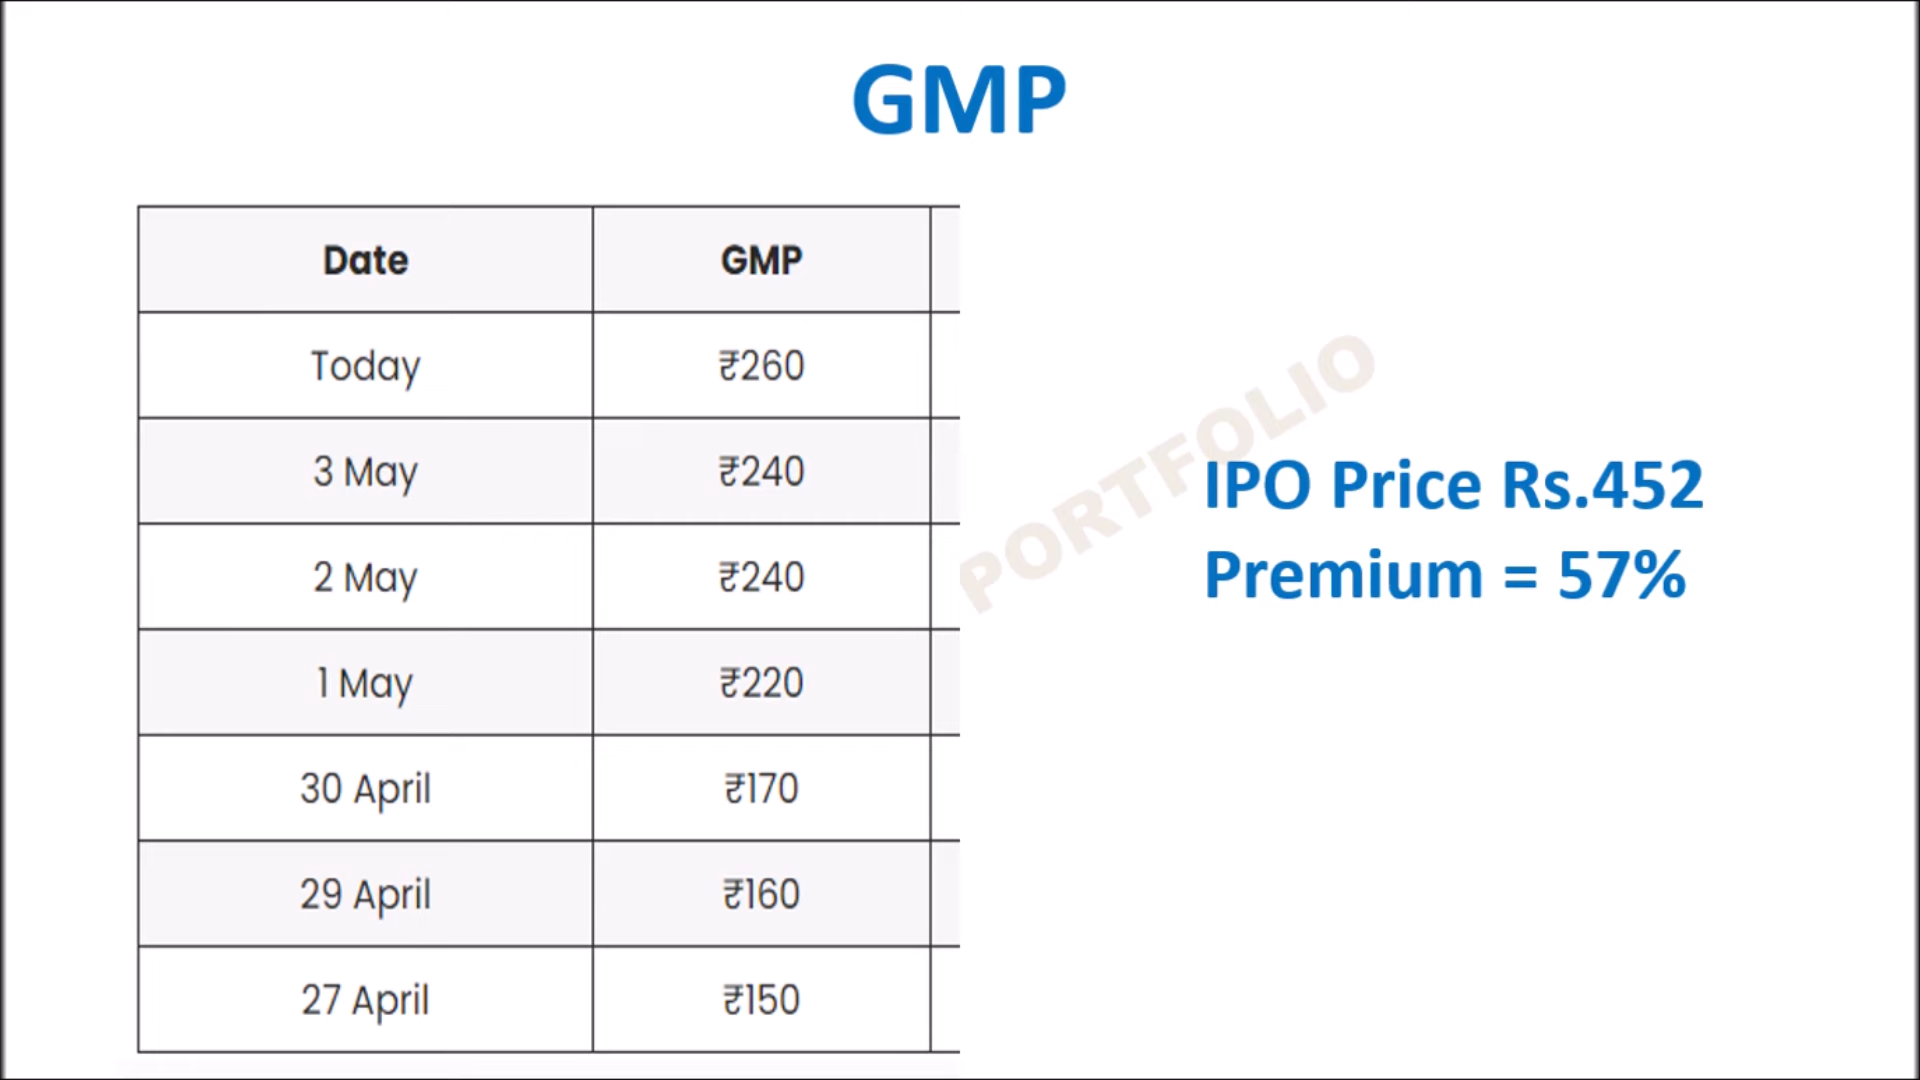 GMP
Date GMP
Today ₹260
3 May ₹240
2 May ₹240
1 May ₹220
30 April ₹170
29 April ₹160
27 April ₹150
PORTFOLIO
IPO Price Rs.452
Premium = 57%